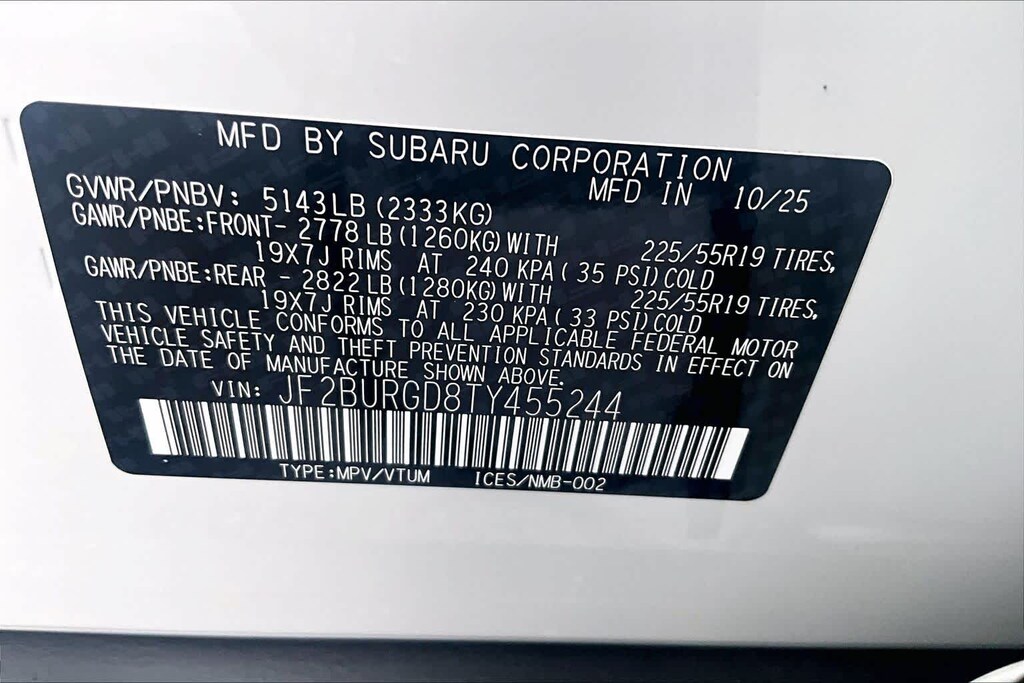 MFD BY SUBARU CORPORATION
MFD IN 10/25
GVWR/PNBV: 5143LB (2333KG)
GAWR/PNBE:FRONT- 2778 LB (1260KG) WITH 225/55R19 TIRES,
19X7J RIMS AT 240 KPA ( 35 PSI) COLD
GAWR/PNBE:REAR - 2822 LB (1280KG) WITH 225/55R19 TIRES,
19X7J RIMS AT 230 KPA ( 33 PSI) COLD
THIS VEHICLE CONFORMS TO ALL APPLICABLE FEDERAL MOTOR
VEHICLE SAFETY AND THEFT PREVENTION STANDARDS IN EFFECT ON
THE DATE OF MANUFACTURE SHOWN ABOVE.
VIN: JF2BURGD8TY455244
TYPE:MPV/VTUM ICES/NMB-002